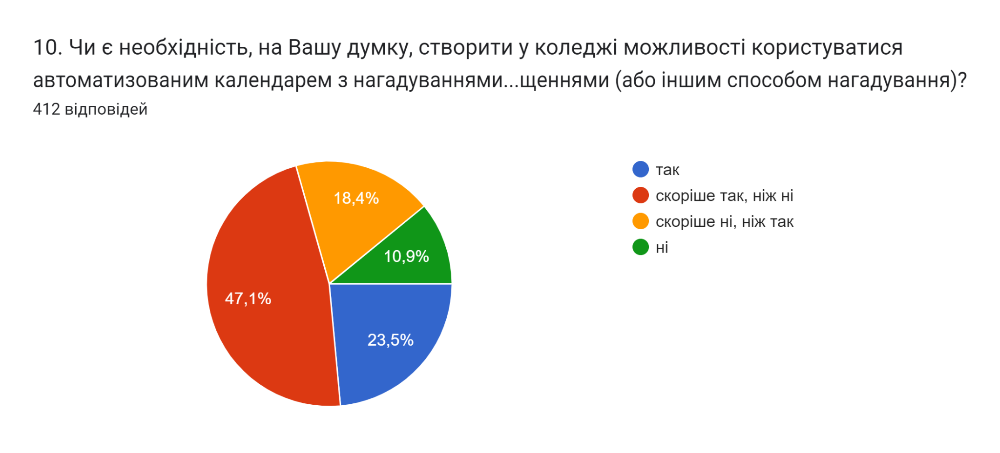 10. Чи є необхідність, на Вашу думку, створити у коледжі можливості користуватися
автоматизованим календарем з нагадуваннями...щеннями (або іншим способом нагадування)?
412 відповідей
так
скоріше так, ніж ні
скоріше ні, ніж так
ні
18,4%
10,9%
47,1%
23,5%